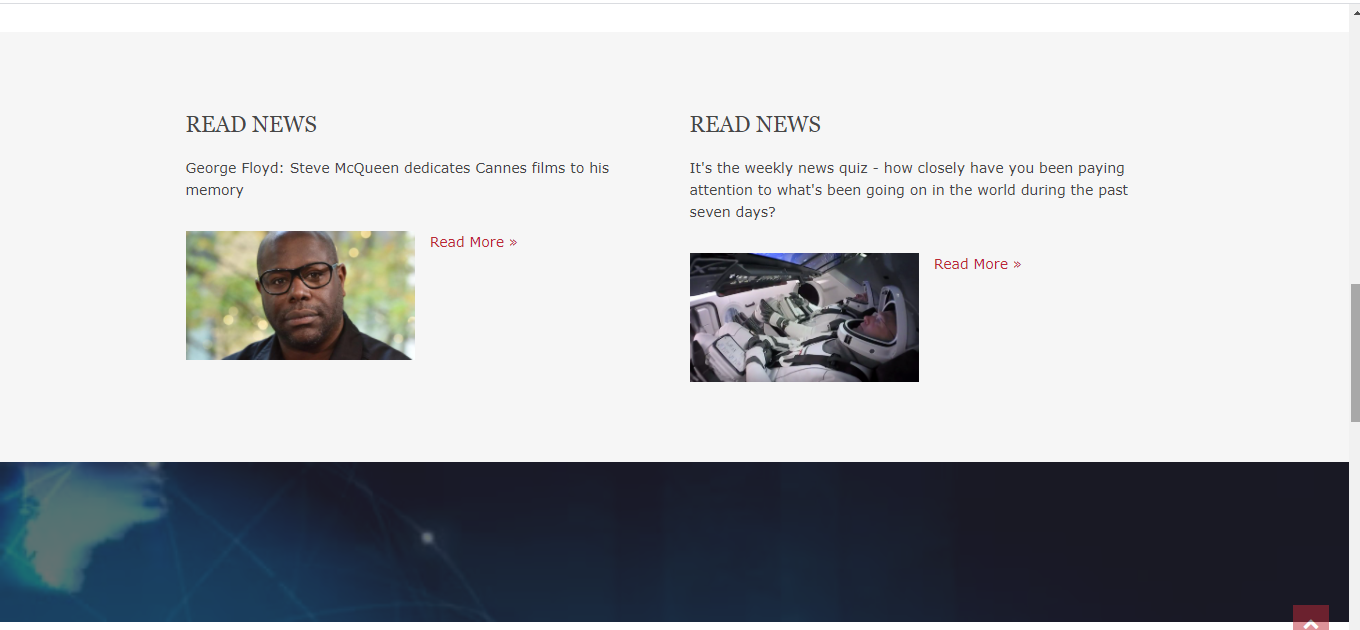 READ NEWS
George Floyd: Steve McQueen dedicates Cannes films to his
memory
Read More »
READ NEWS
It's the weekly news quiz - how closely have you been paying
attention to what's been going on in the world during the past
seven days?
Read More »